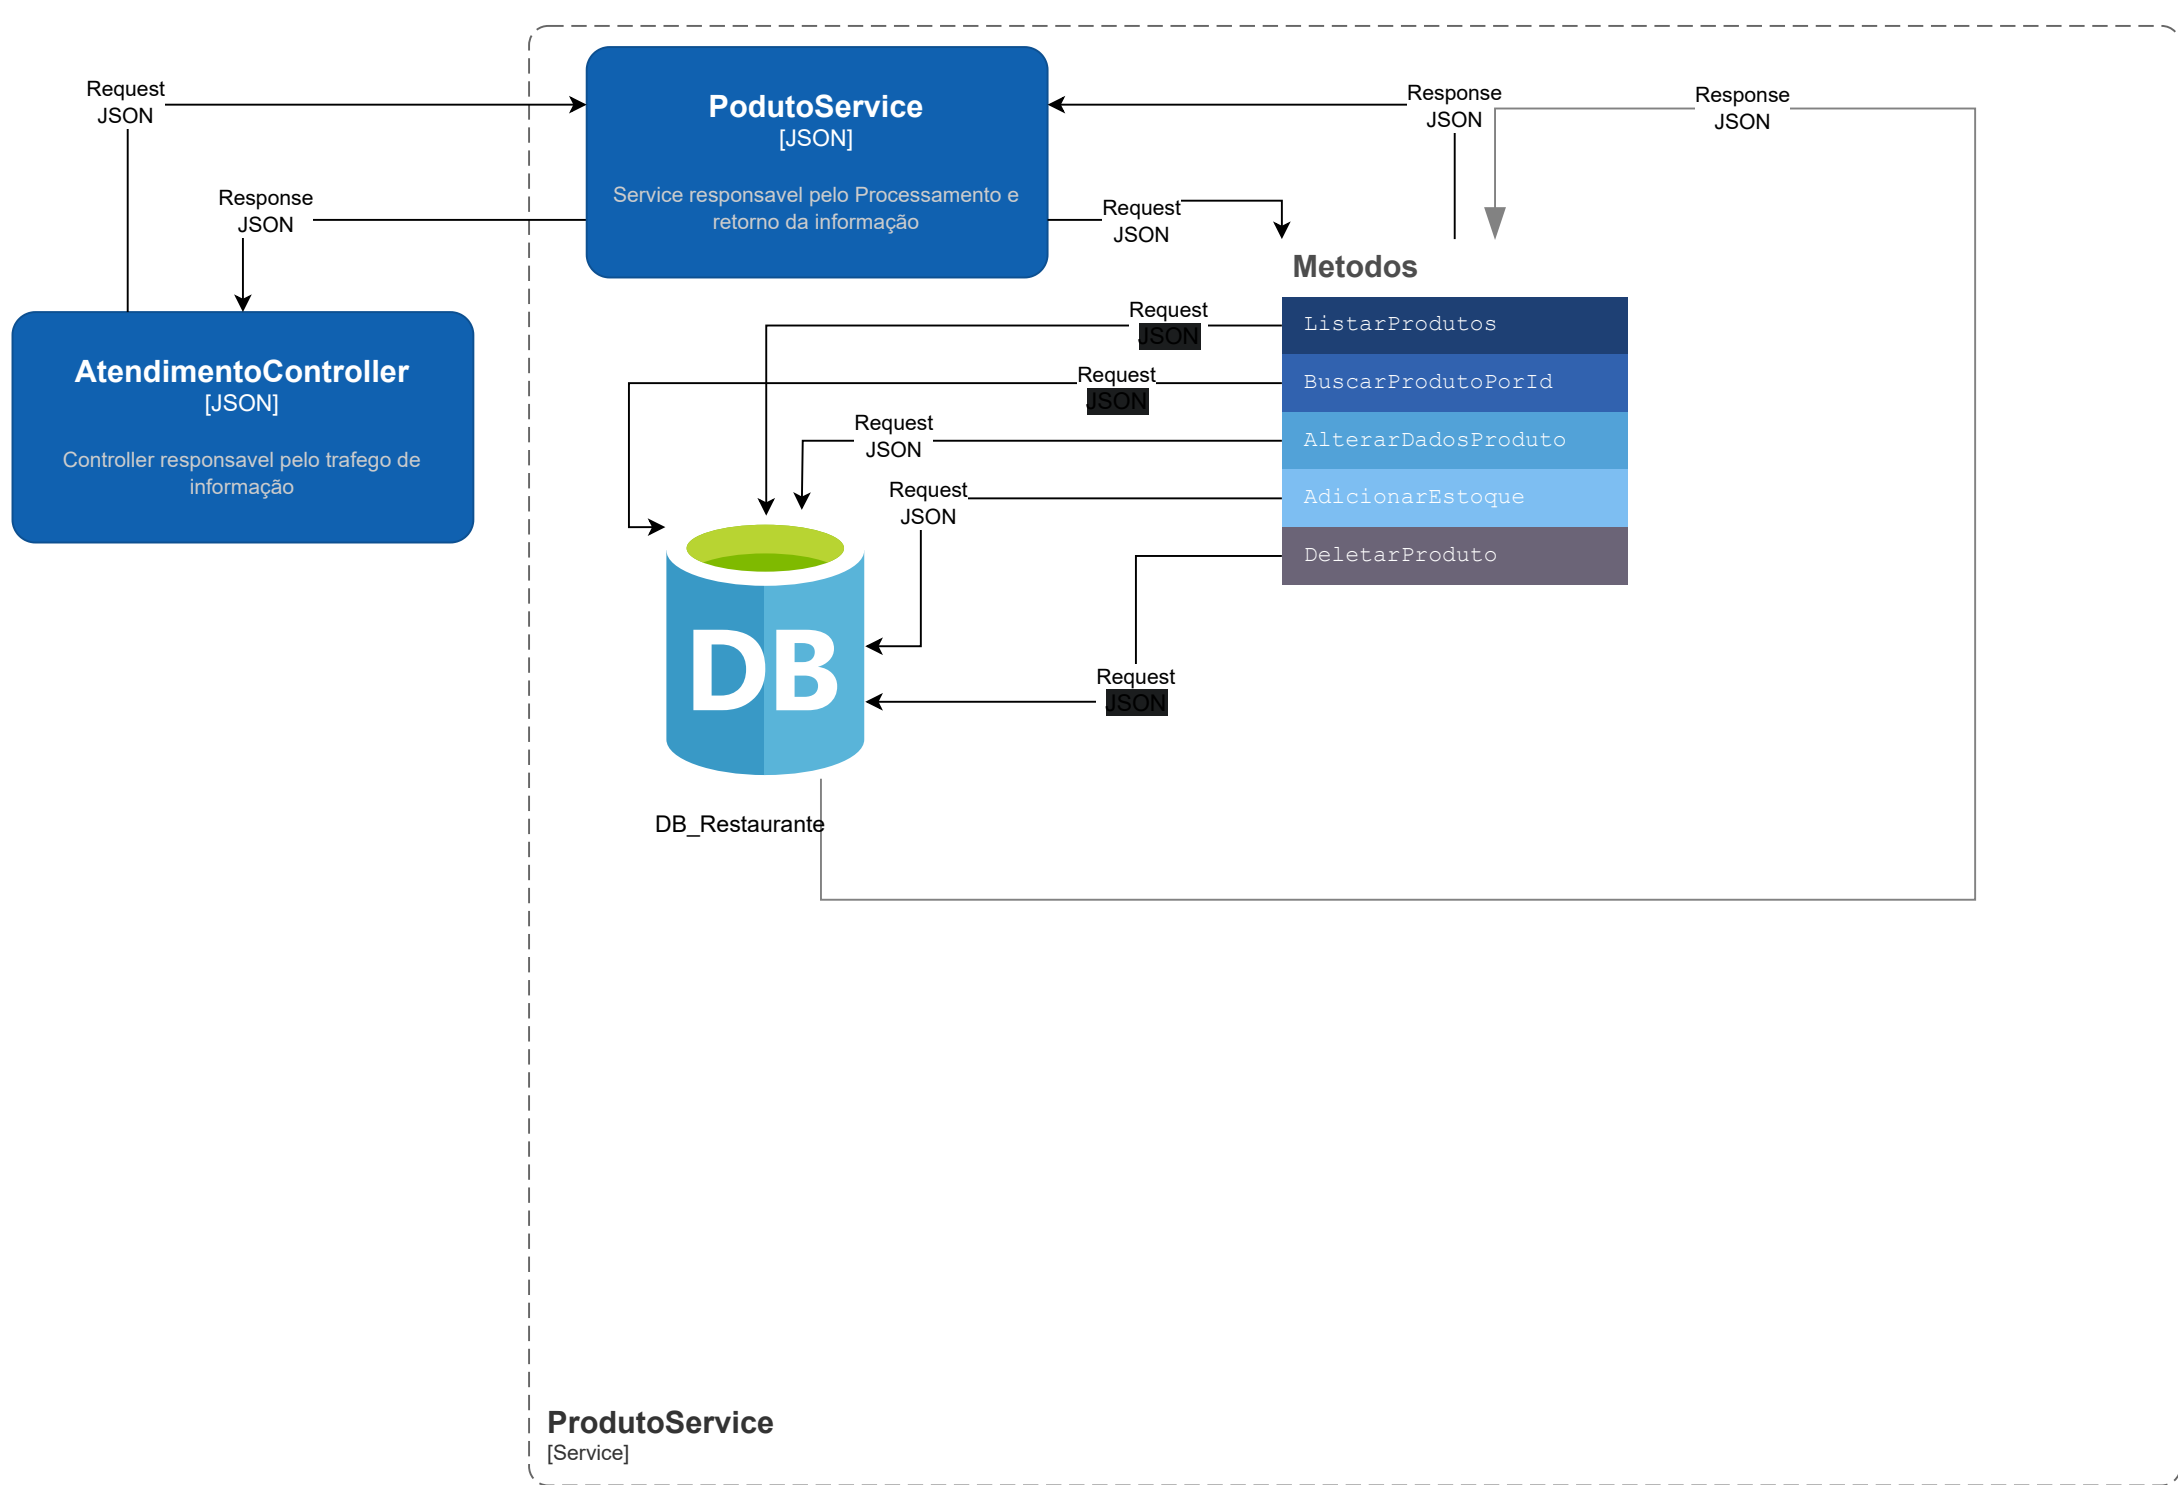 Request
JSON
PodutoService
[JSON]
Service responsavel pelo Processamento e
retorno da informação
Response
JSON
Response
JSON
Response
JSON
Request
JSON
AtendimentoController
[JSON]
Controller responsavel pelo trafego de
informação
Metodos
ListarProdutos
BuscarProdutoPorId
AlterarDadosProduto
AdicionarEstoque
DeletarProduto
Request
JSON
Request
JSON
Request
JSON
Request
JSON
Request
JSON
DB
DB_Restaurante
ProdutoService
[Service]